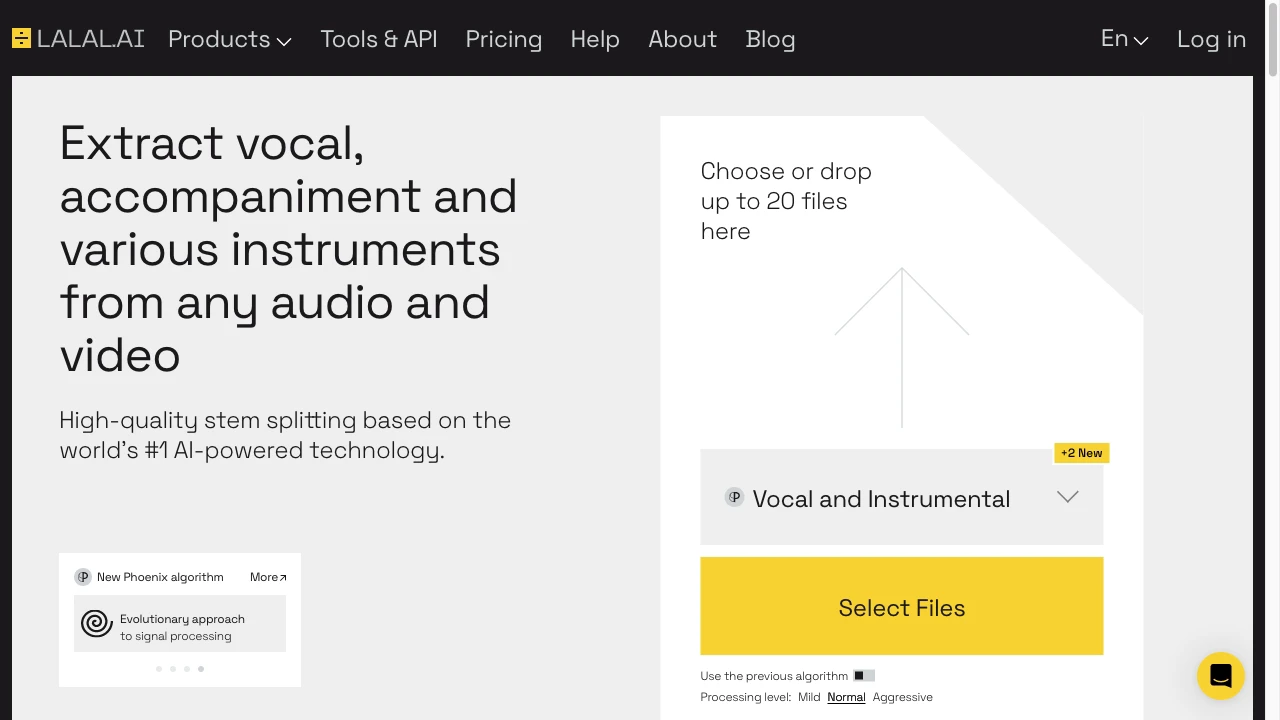 LALAL.AI Products Tools & API Pricing Help About Blog En Log in
Extract vocal,
accompaniment and
various instruments
from any audio and
video
High-quality stem splitting based on the
world's #1 AI-powered technology.
New Phoenix algorithm More
Evolutionary approach
to signal processing
Choose or drop
up to 20 files
here
+2 New
Vocal and Instrumental
Select Files
Use the previous algorithm
Processing level: Mild Normal Aggressive